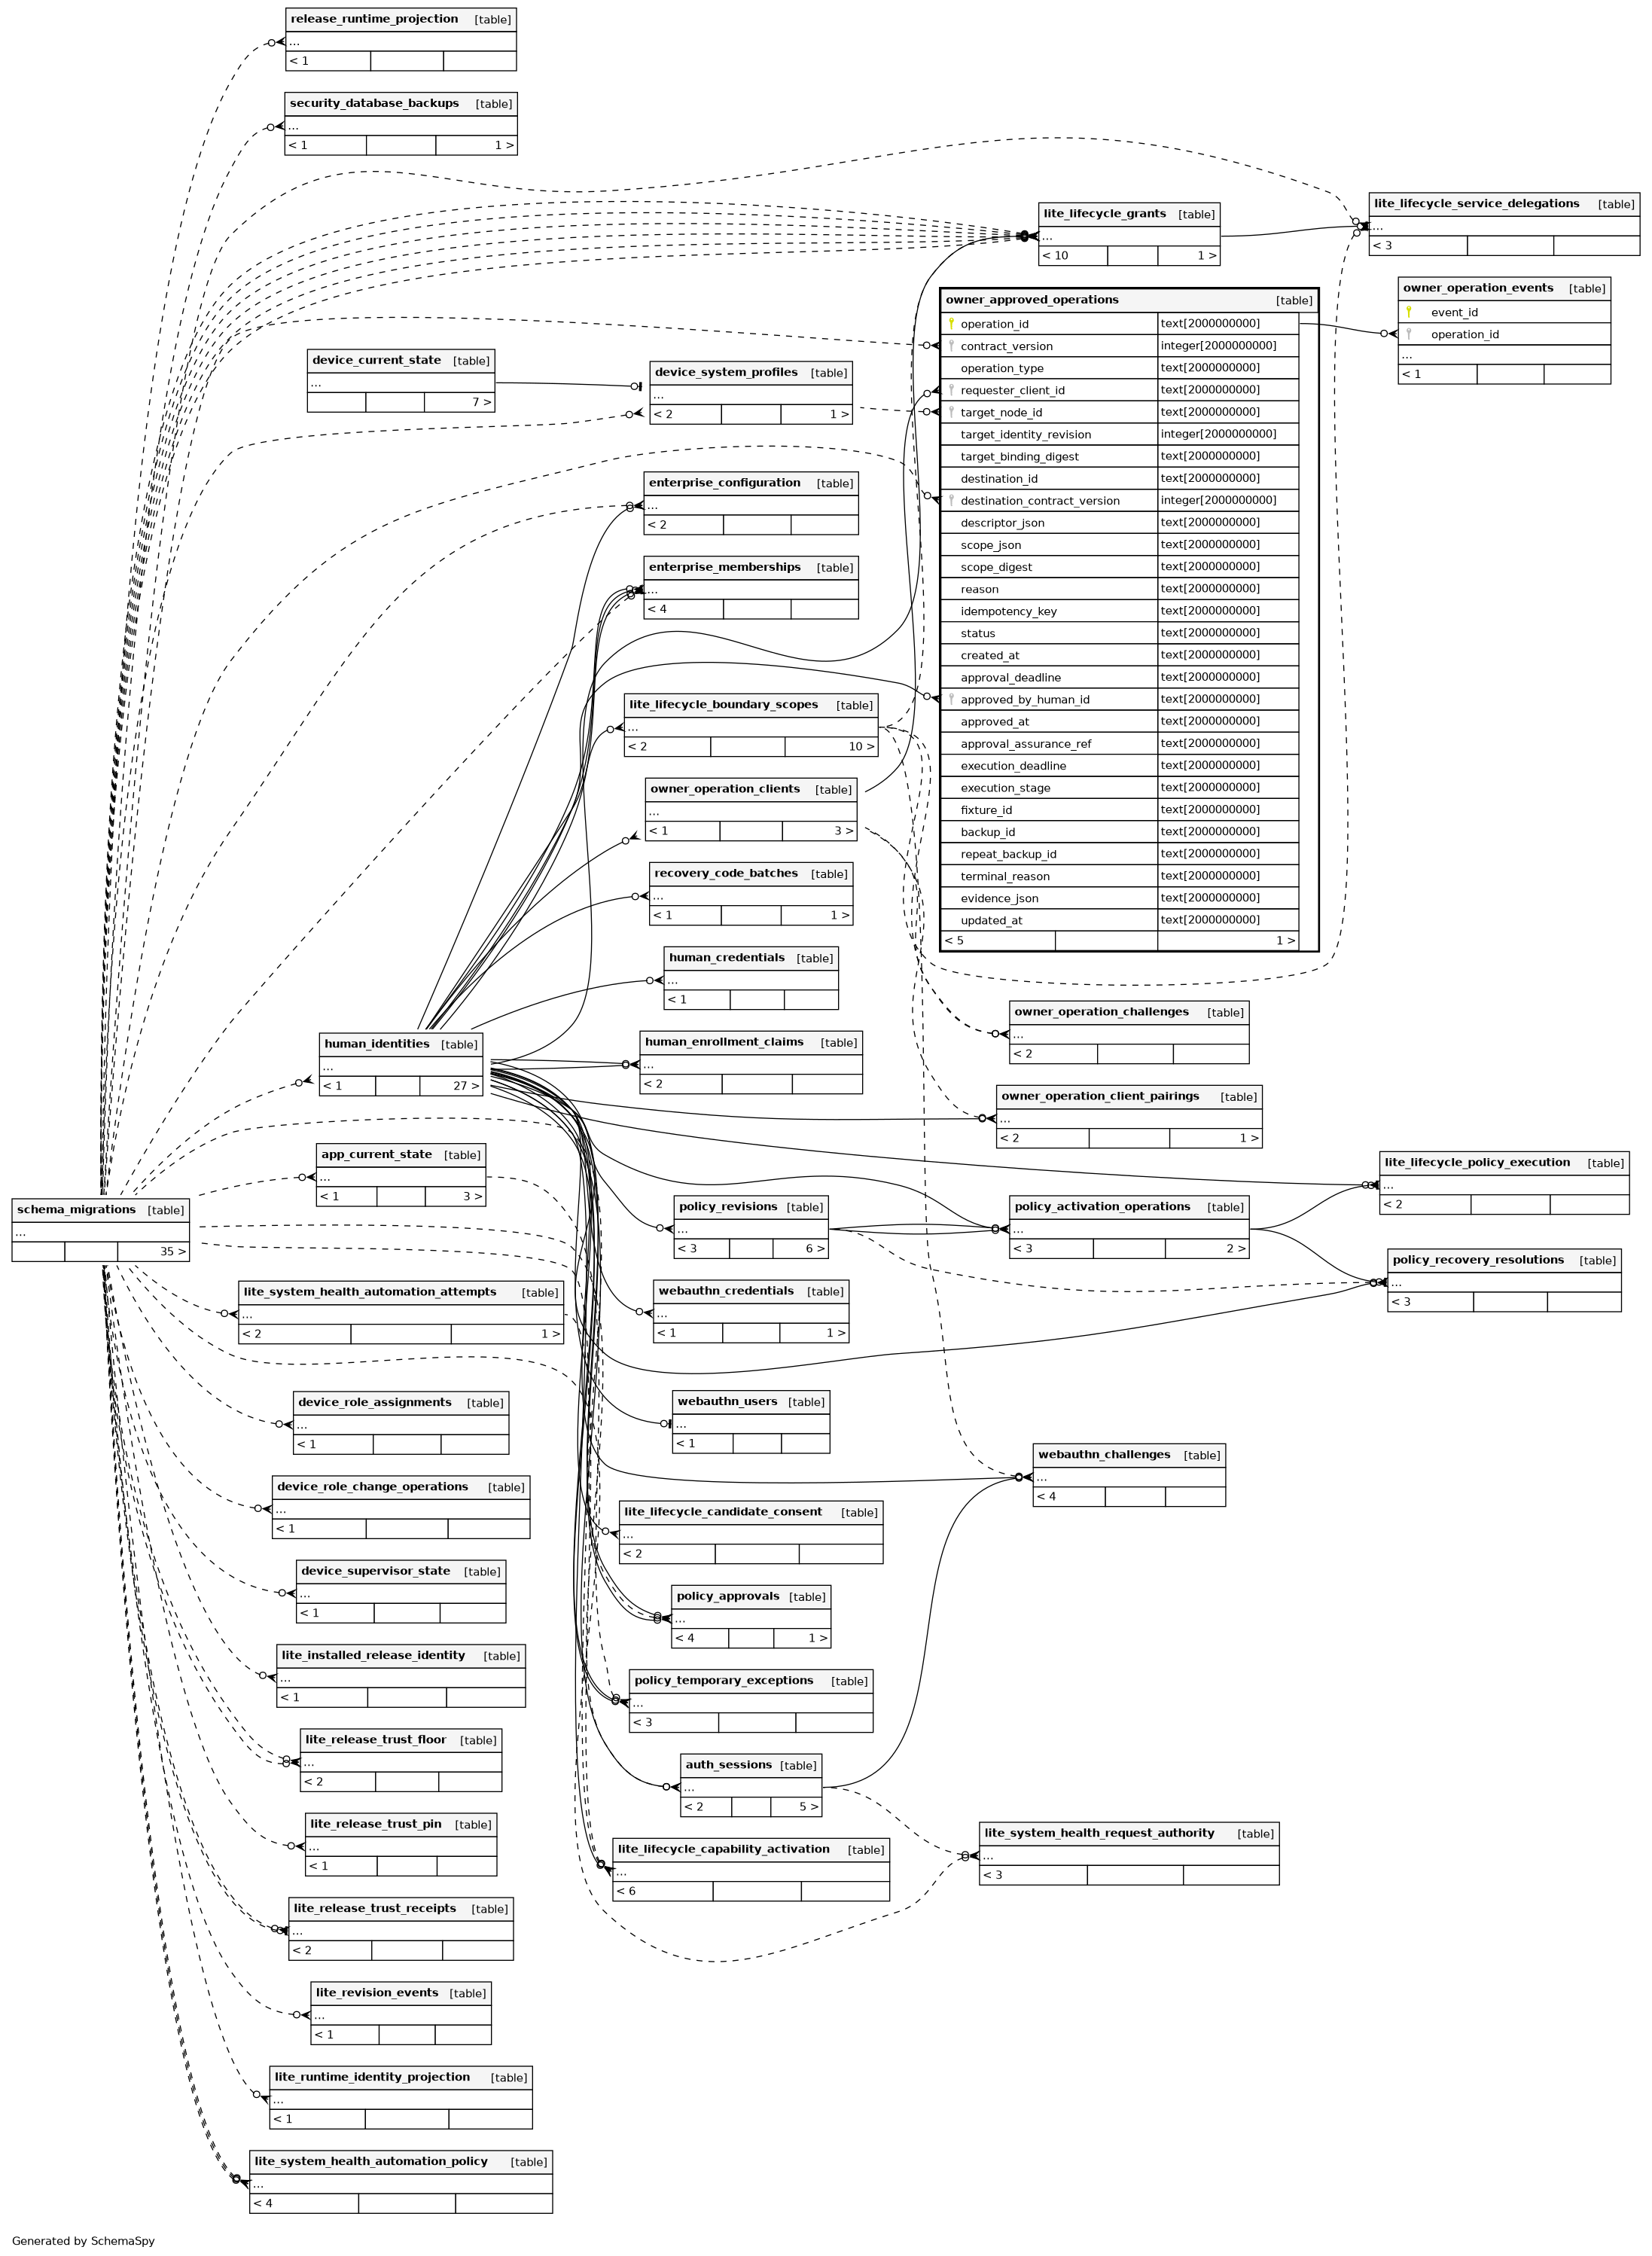 release_runtime_projection [table]
...
< 1
security_database_backups [table]
...
< 1 1 >
lite_lifecycle_service_delegations [table]
...
< 3
lite_lifecycle_grants [table]
...
< 10 1 >
owner_operation_events [table]
event_id
operation_id
...
< 1
owner_approved_operations [table]
operation_id text[2000000000]
contract_version integer[2000000000]
operation_type text[2000000000]
requester_client_id text[2000000000]
target_node_id text[2000000000]
target_identity_revision integer[2000000000]
target_binding_digest text[2000000000]
destination_id text[2000000000]
destination_contract_version integer[2000000000]
descriptor_json text[2000000000]
scope_json text[2000000000]
scope_digest text[2000000000]
reason text[2000000000]
idempotency_key text[2000000000]
status text[2000000000]
created_at text[2000000000]
approval_deadline text[2000000000]
approved_by_human_id text[2000000000]
approved_at text[2000000000]
approval_assurance_ref text[2000000000]
execution_deadline text[2000000000]
execution_stage text[2000000000]
fixture_id text[2000000000]
backup_id text[2000000000]
repeat_backup_id text[2000000000]
terminal_reason text[2000000000]
evidence_json text[2000000000]
updated_at text[2000000000]
< 5 1 >
device_current_state [table]
...
7 >
device_system_profiles [table]
...
< 2 1 >
enterprise_configuration [table]
...
< 2
enterprise_memberships [table]
...
< 4
lite_lifecycle_boundary_scopes [table]
...
< 2 10 >
owner_operation_clients [table]
...
< 1 3 >
recovery_code_batches [table]
...
< 1 1 >
human_credentials [table]
...
< 1
owner_operation_challenges [table]
...
< 2
human_identities [table]
...
< 1 27 >
human_enrollment_claims [table]
...
< 2
owner_operation_client_pairings [table]
...
< 2 1 >
app_current_state [table]
...
< 1 3 >
lite_lifecycle_policy_execution [table]
...
< 2
schema_migrations [table]
...
35 >
policy_revisions [table]
...
< 3 6 >
policy_activation_operations [table]
...
< 3 2 >
policy_recovery_resolutions [table]
...
< 3
lite_system_health_automation_attempts [table]
...
< 2 1 >
webauthn_credentials [table]
...
< 1 1 >
device_role_assignments [table]
...
< 1
webauthn_users [table]
...
< 1
webauthn_challenges [table]
...
< 4
device_role_change_operations [table]
...
< 1
lite_lifecycle_candidate_consent [table]
...
< 2
device_supervisor_state [table]
...
< 1
policy_approvals [table]
...
< 4 1 >
lite_installed_release_identity [table]
...
< 1
policy_temporary_exceptions [table]
...
< 3
lite_release_trust_floor [table]
...
< 2
auth_sessions [table]
...
< 2 5 >
lite_release_trust_pin [table]
...
< 1
lite_lifecycle_capability_activation [table]
...
< 6
lite_system_health_request_authority [table]
...
< 3
lite_release_trust_receipts [table]
...
< 2
lite_revision_events [table]
...
< 1
lite_runtime_identity_projection [table]
...
< 1
lite_system_health_automation_policy [table]
...
< 4
Generated by SchemaSpy